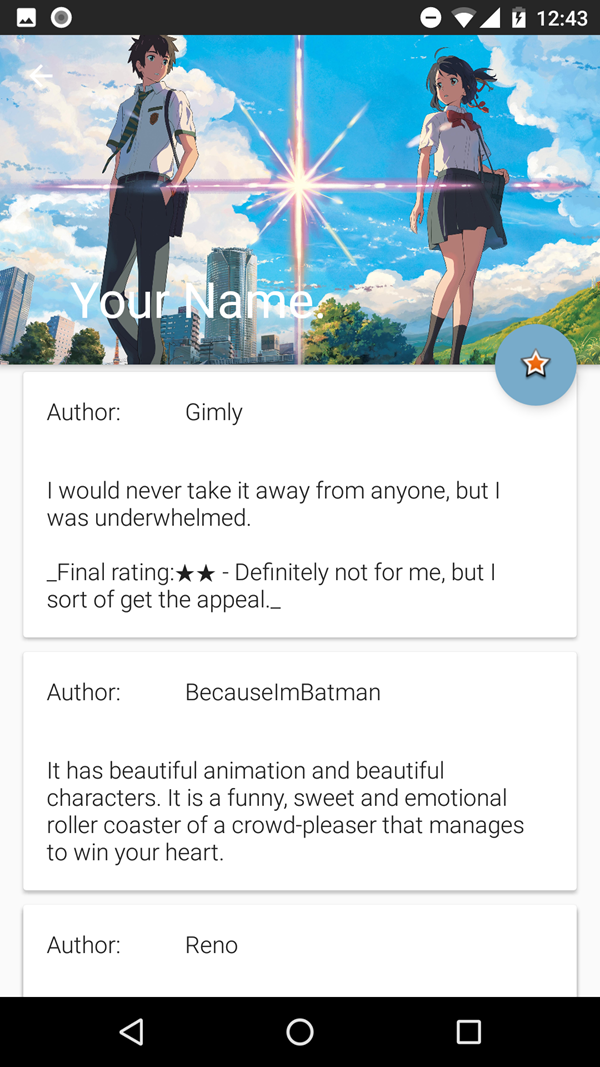 12:43
Your Name.
Author: Gimly
I would never take it away from anyone, but I
was underwhelmed.
_Final rating:★★ - Definitely not for me, but I
sort of get the appeal._
Author: BecauseImBatman
It has beautiful animation and beautiful
characters. It is a funny, sweet and emotional
roller coaster of a crowd-pleaser that manages
to win your heart.
Author: Reno